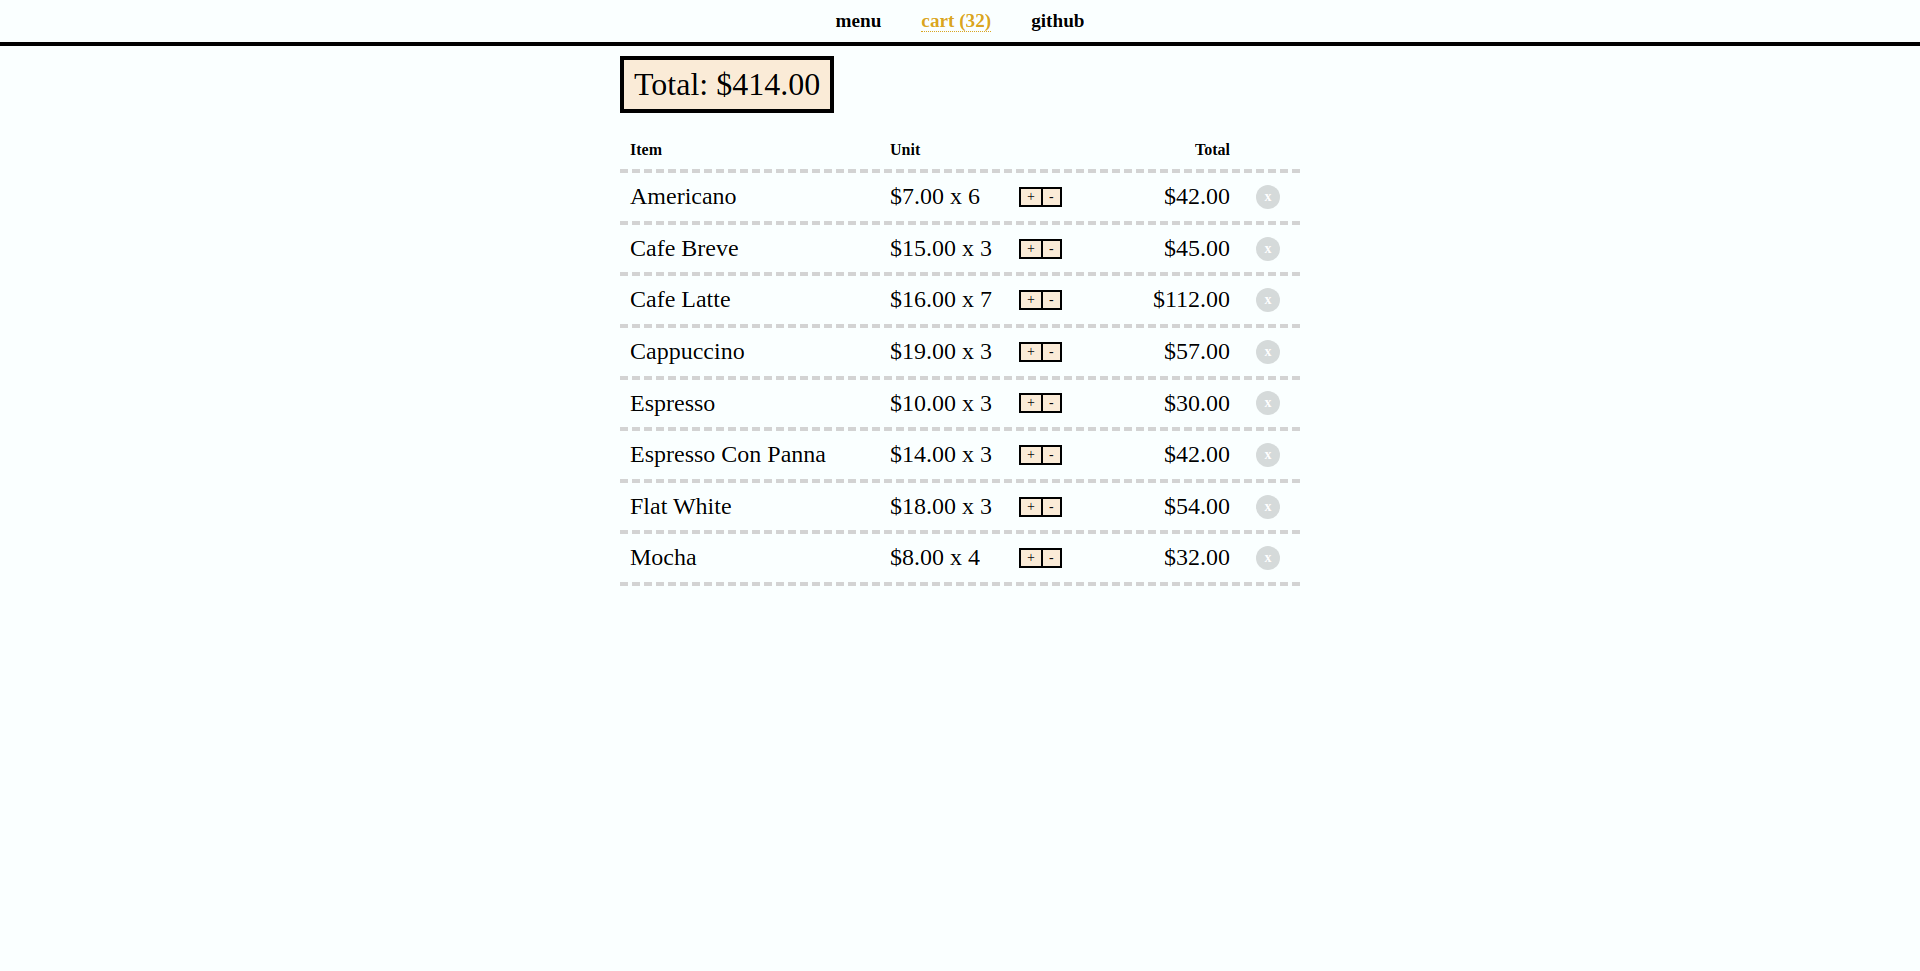 menu cart (32) github
Total: $414.00
Item Unit Total
Americano $7.00 x 6 + - $42.00 x
Cafe Breve $15.00 x 3 + - $45.00 x
Cafe Latte $16.00 x 7 + - $112.00 x
Cappuccino $19.00 x 3 + - $57.00 x
Espresso $10.00 x 3 + - $30.00 x
Espresso Con Panna $14.00 x 3 + - $42.00 x
Flat White $18.00 x 3 + - $54.00 x
Mocha $8.00 x 4 + - $32.00 x